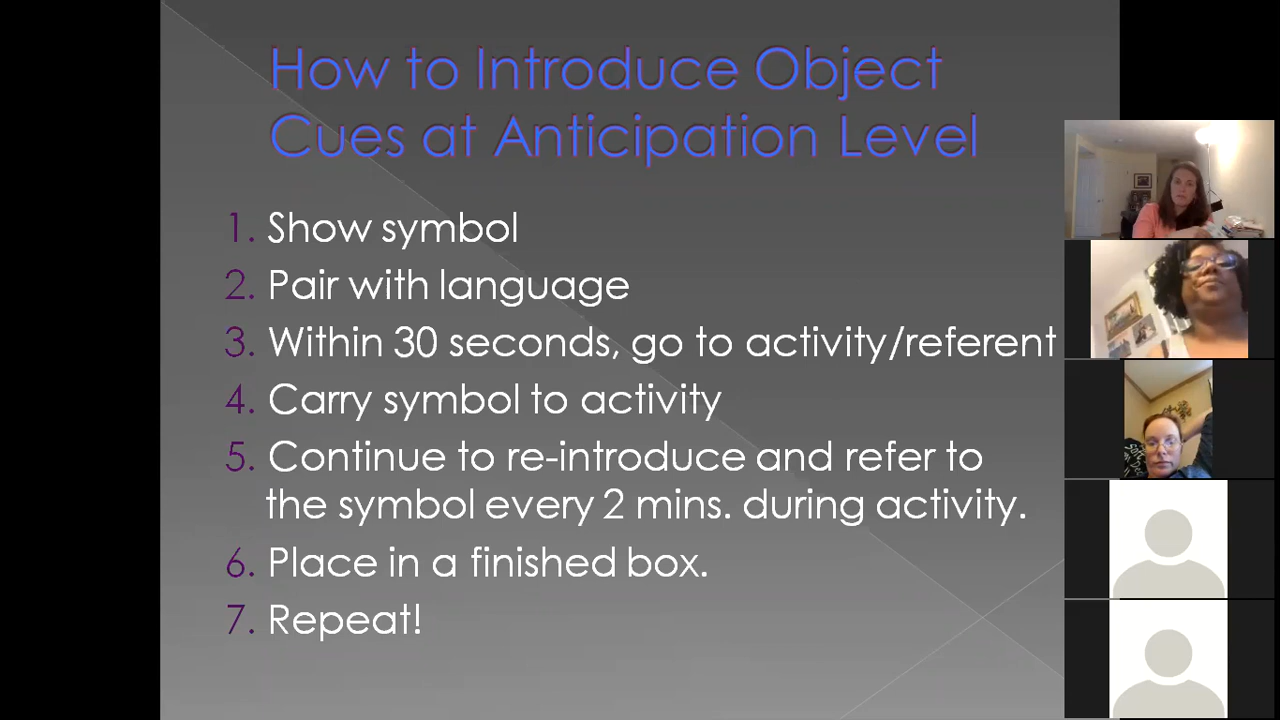 How to Introduce Object
Cues at Anticipation Level
1. Show symbol
2. Pair with language
3. Within 30 seconds, go to activity/referent
4. Carry symbol to activity
5. Continue to re-introduce and refer to
the symbol every 2 mins. during activity.
6. Place in a finished box.
7. Repeat!